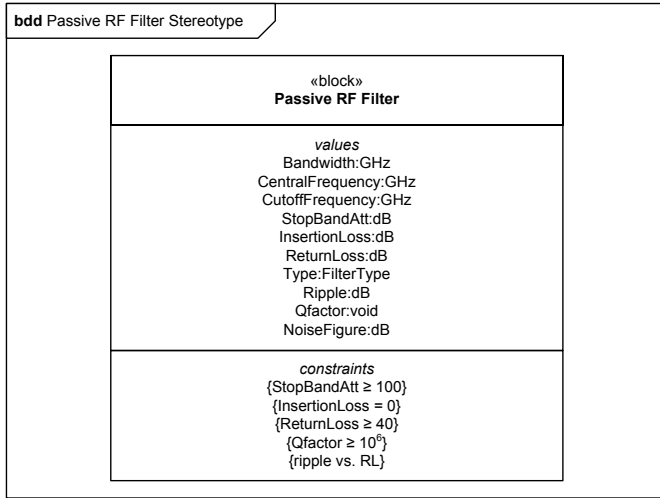 bdd Passive RF Filter Stereotype
«block»
Passive RF Filter
values
Bandwidth:GHz
CentralFrequency:GHz
CutoffFrequency:GHz
StopBandAtt:dB
InsertionLoss:dB
ReturnLoss:dB
Type:FilterType
Ripple:dB
Qfactor:void
NoiseFigure:dB
constraints
{StopBandAtt ≥ 100}
{InsertionLoss = 0}
{ReturnLoss ≥ 40}
{Qfactor ≥ 10⁶}
{ripple vs. RL}